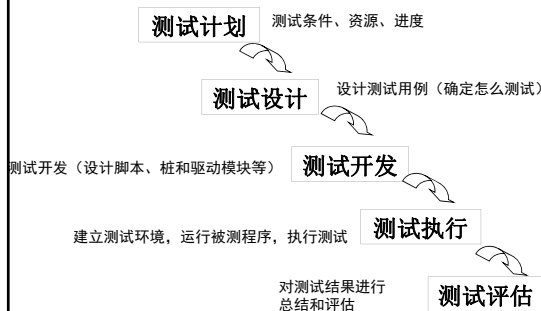 测试计划
测试条件、资源、进度
测试设计
设计测试用例（确定怎么测试）
测试开发（设计脚本、桩和驱动模块等）
测试开发
建立测试环境，运行被测程序，执行测试
测试执行
对测试结果进行
总结和评估
测试评估